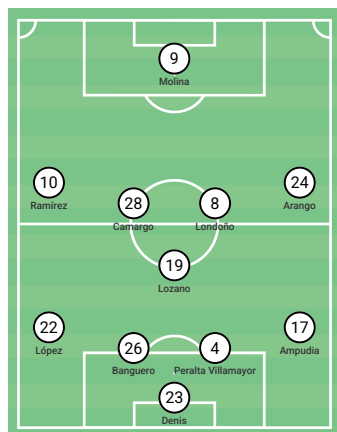 9
Molina
10
24
Ramírez
Arango
28
8
Camargo
Londoño
19
Lozano
22
17
López
Ampudia
26
4
Banguero
Peralta Villamayor
23
Denis